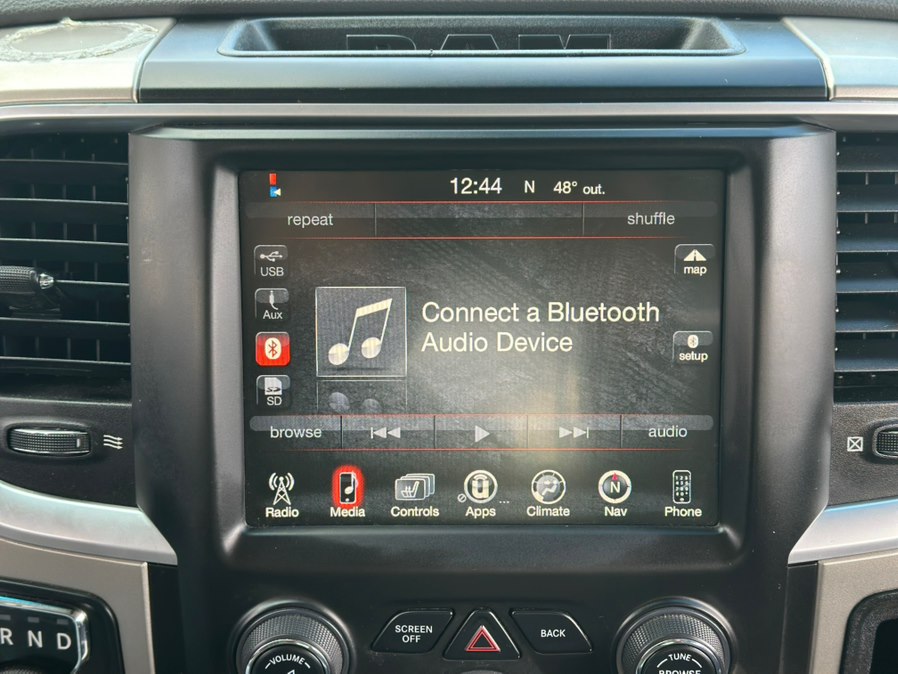 RAM
12:44 N 48° out.
repeat shuffle
USB
map
Aux
Connect a Bluetooth
Audio Device
setup
SD
browse audio
Radio Media Controls Apps ... Climate Nav Phone
SCREEN
OFF
BACK
R N D
VOLUME
TUNE
BROWSE